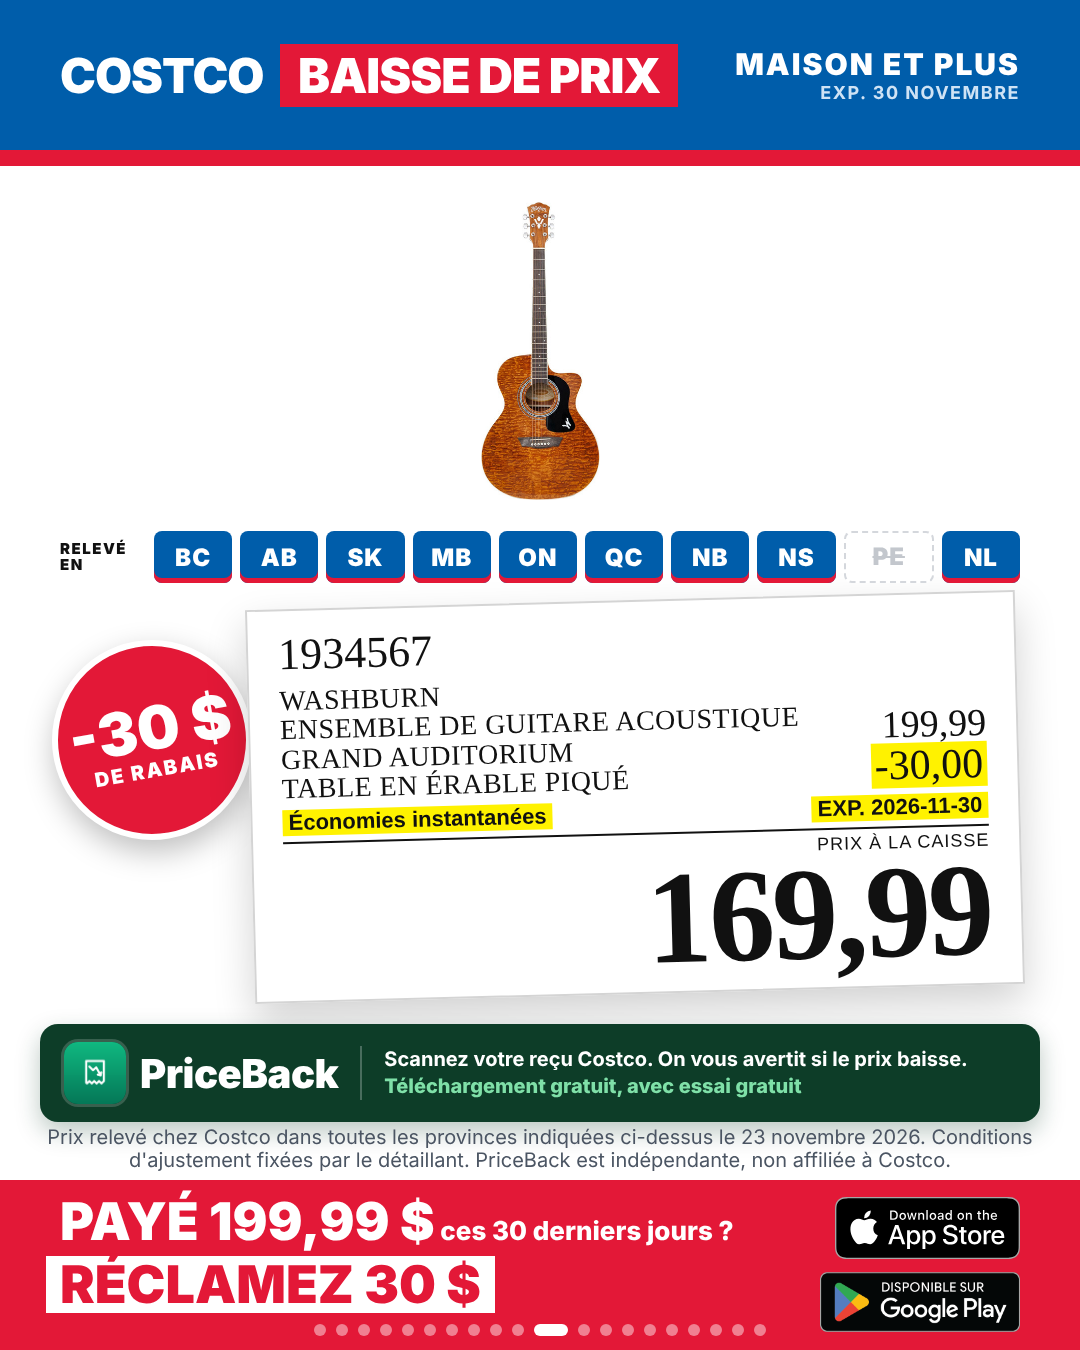 COSTCO BAISSE DE PRIX
MAISON ET PLUS
EXP. 30 NOVEMBRE
RELEVÉ EN
BC AB SK MB ON QC NB NS PE NL
-30 $
DE RABAIS
1934567
WASHBURN
ENSEMBLE DE GUITARE ACOUSTIQUE
GRAND AUDITORIUM
TABLE EN ÉRABLE PIQUÉ
199,99
-30,00
Économies instantanées
EXP. 2026-11-30
PRIX À LA CAISSE
169,99
PriceBack
Scannez votre reçu Costco. On vous avertit si le prix baisse.
Téléchargement gratuit, avec essai gratuit
Prix relevé chez Costco dans toutes les provinces indiquées ci-dessus le 23 novembre 2026. Conditions
d'ajustement fixées par le détaillant. PriceBack est indépendante, non affiliée à Costco.
PAYÉ 199,99 $ ces 30 derniers jours ?
RÉCLAMEZ 30 $
Download on the
App Store
DISPONIBLE SUR
Google Play